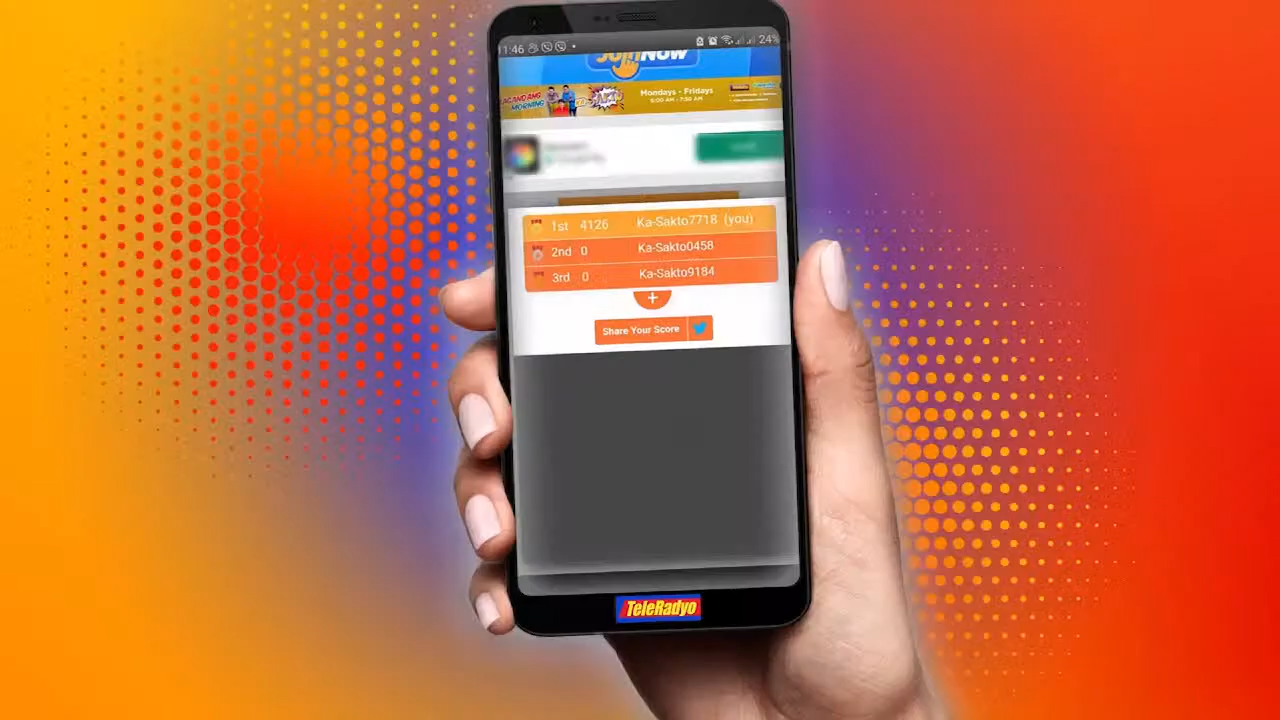 11:46
24%
JoinNow
Mondays - Fridays
5:00 AM - 7:30 AM
1st 4126 Ka-Sakto7718 (you)
2nd 0 Ka-Sakto0458
3rd 0 Ka-Sakto9184
+
Share Your Score
TeleRadyo